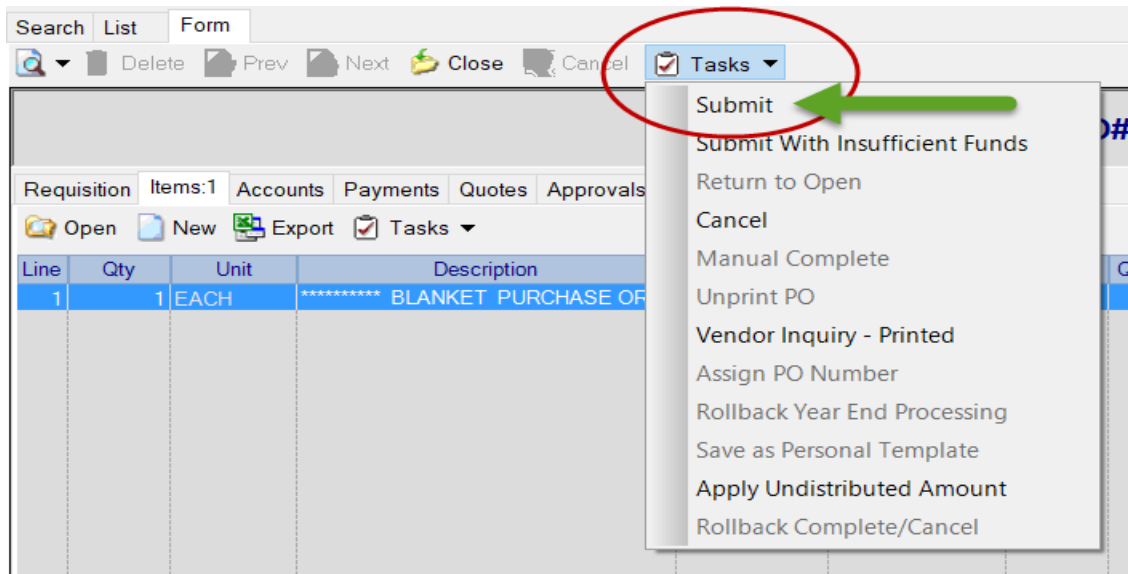 Search List Form
Delete Prev Next Close Cancel Tasks
Submit
Submit With Insufficient Funds
Return to Open
Cancel
Manual Complete
Unprint PO
Vendor Inquiry - Printed
Assign PO Number
Rollback Year End Processing
Save as Personal Template
Apply Undistributed Amount
Rollback Complete/Cancel
Requisition Items:1 Accounts Payments Quotes Approvals
Open New Export Tasks
Line Qty Unit Description
1 1 EACH ********** BLANKET PURCHASE OR